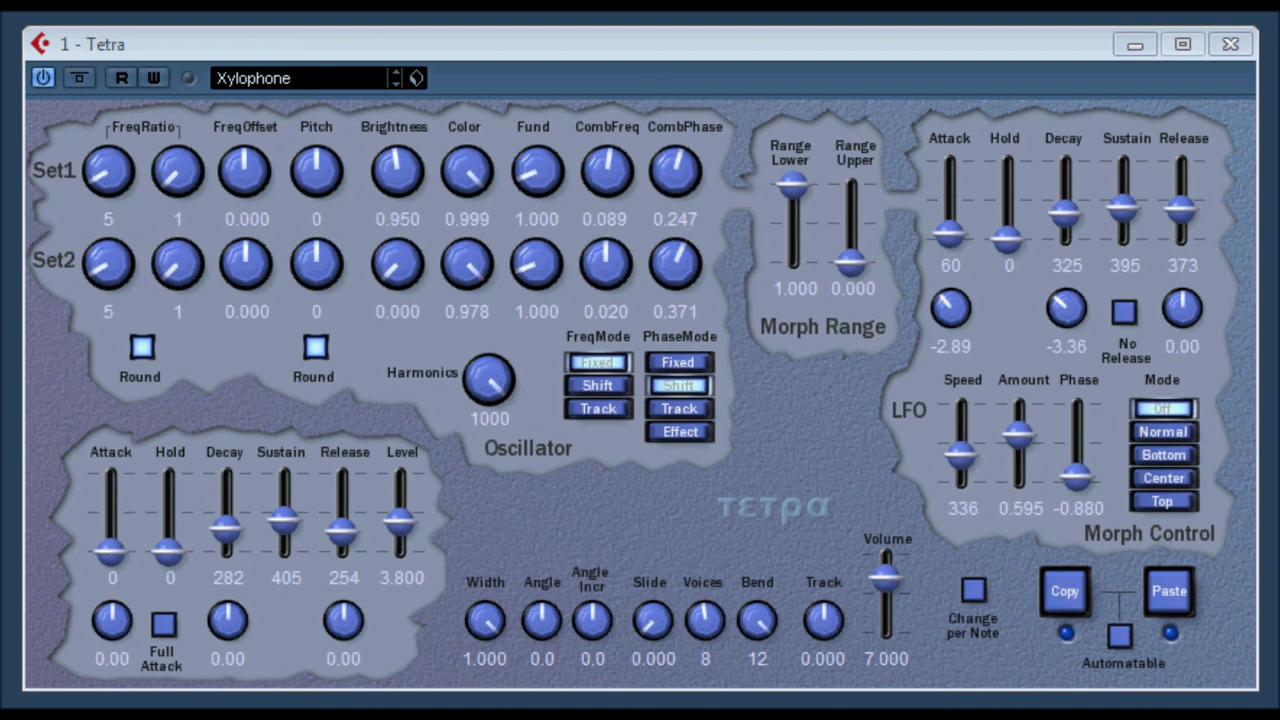 1 - Tetra
R W Xylophone
FreqRatio FreqOffset Pitch Brightness Color Fund CombFreq CombPhase
Set1
5 1 0.000 0 0.950 0.999 1.000 0.089 0.247
Set2
5 1 0.000 0 0.000 0.978 1.000 0.020 0.371
Round Round
Harmonics
1000
FreqMode
Fixed
Shift
Track
PhaseMode
Fixed
Shift
Track
Effect
Oscillator
Range Lower
Range Upper
1.000 0.000
Morph Range
Attack Hold Decay Sustain Release
60 0 325 395 373
-2.89 -3.36 No Release 0.00
LFO
Speed Amount Phase
336 0.595 -0.880
Mode
Off
Normal
Bottom
Center
Top
Morph Control
Attack Hold Decay Sustain Release Level
0 0 282 405 254 3.800
0.00 Full Attack 0.00 0.00
τετρα
Width Angle Angle Incr Slide Voices Bend Track Volume
1.000 0.0 0.0 0.000 8 12 0.000 7.000
Change per Note
Copy Paste
Automatable